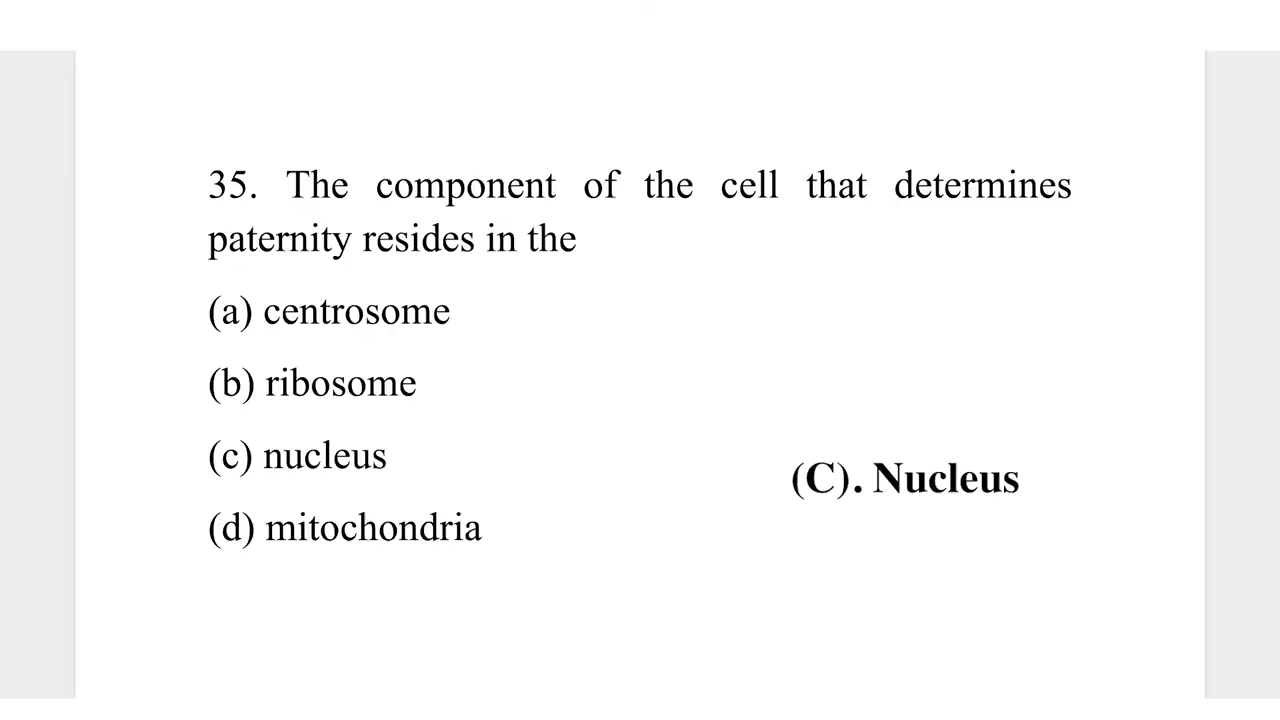 35. The component of the cell that determines
paternity resides in the
(a) centrosome
(b) ribosome
(c) nucleus
(C). Nucleus
(d) mitochondria